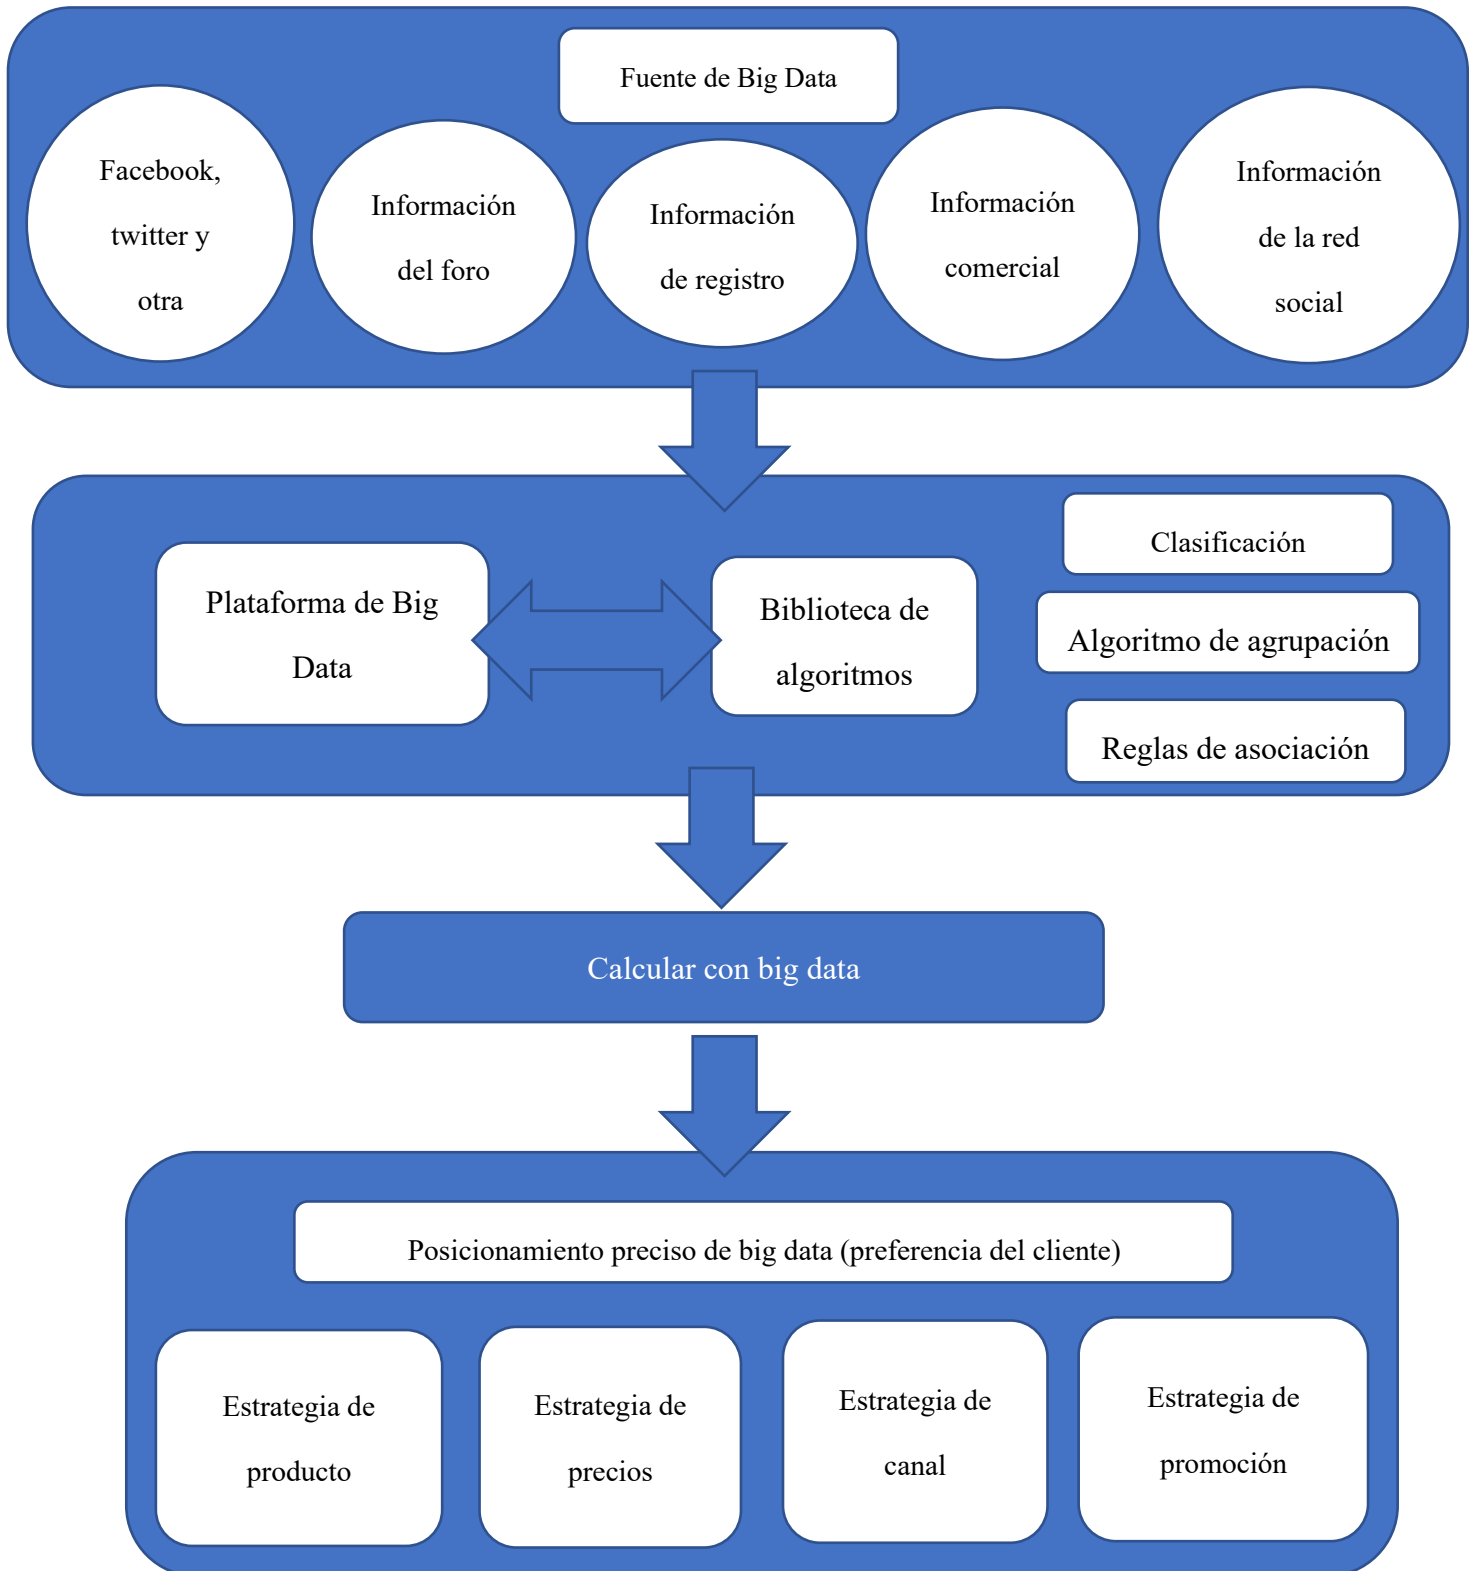 Fuente de Big Data
Facebook,
twitter y
otra
Información
del foro
Información
de registro
Información
comercial
Información
de la red
social
Plataforma de Big
Data
Biblioteca de
algoritmos
Clasificación
Algoritmo de agrupación
Reglas de asociación
Calcular con big data
Posicionamiento preciso de big data (preferencia del cliente)
Estrategia de
producto
Estrategia de
precios
Estrategia de
canal
Estrategia de
promoción